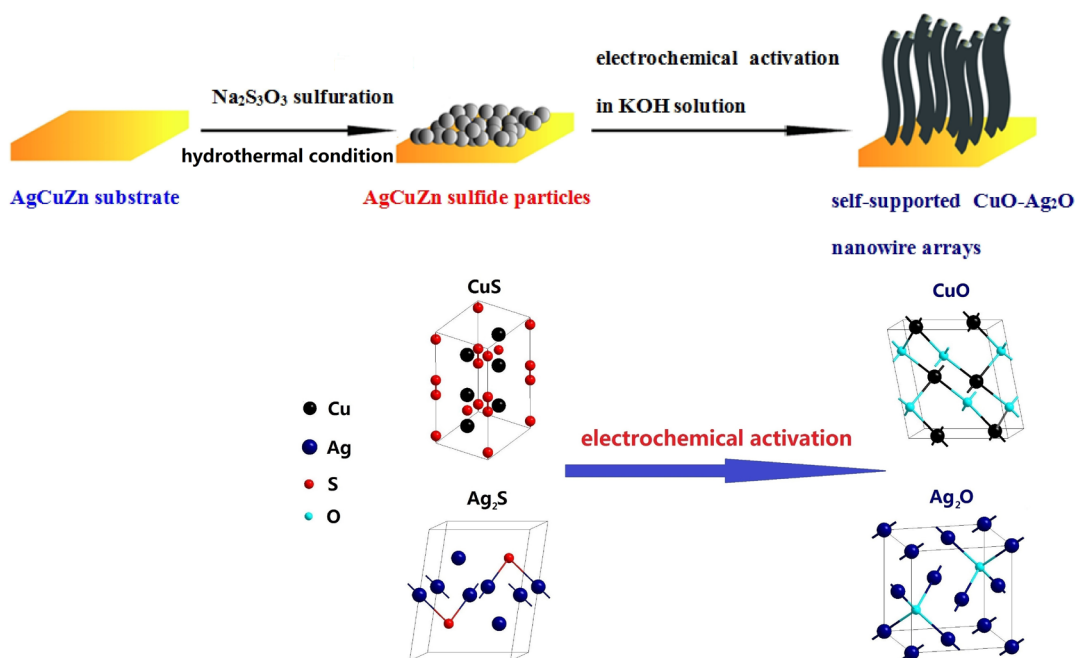 Na₂S₃O₃ sulfuration
hydrothermal condition
electrochemical activation
in KOH solution
AgCuZn substrate
AgCuZn sulfide particles
self-supported CuO-Ag₂O
nanowire arrays
CuS
CuO
Cu
Ag
S
O
electrochemical activation
Ag₂S
Ag₂O